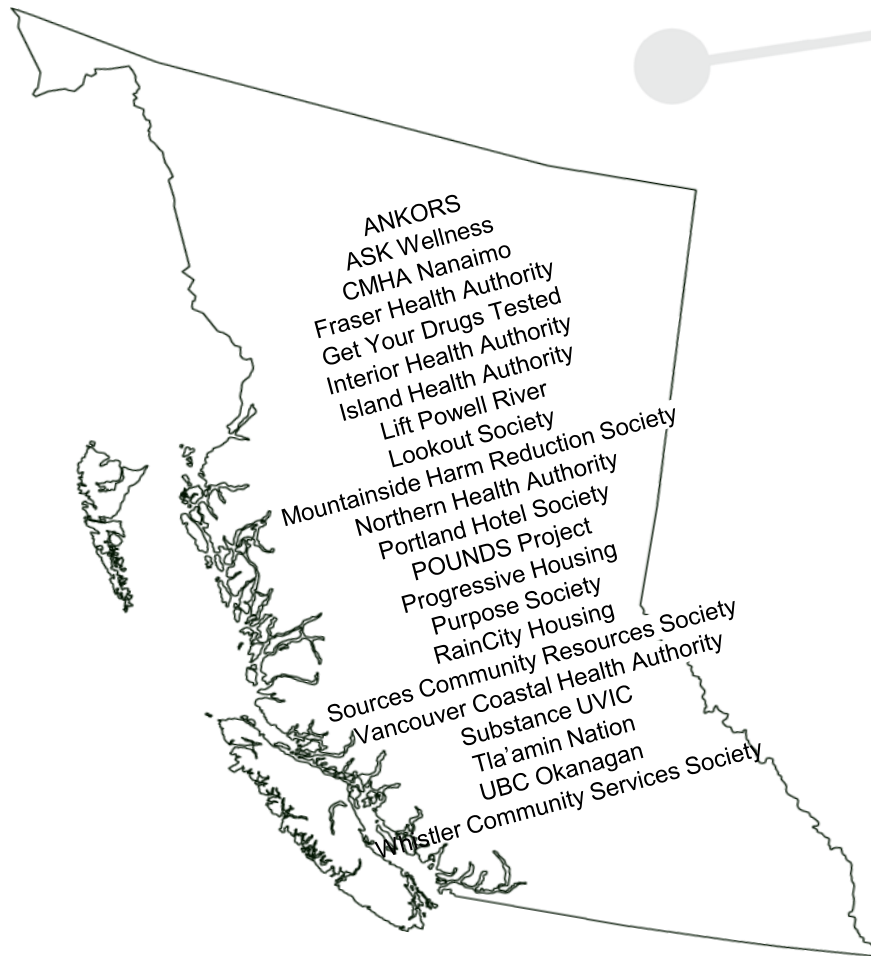 ANKORS
ASK Wellness
CMHA Nanaimo
Fraser Health Authority
Get Your Drugs Tested
Interior Health Authority
Island Health Authority
Lift Powell River
Lookout Society
Mountainside Harm Reduction Society
Northern Health Authority
Portland Hotel Society
POUNDS Project
Progressive Housing
Purpose Society
RainCity Housing
Sources Community Resources Society
Vancouver Coastal Health Authority
Substance UVIC
Tla’amin Nation
UBC Okanagan
Whistler Community Services Society